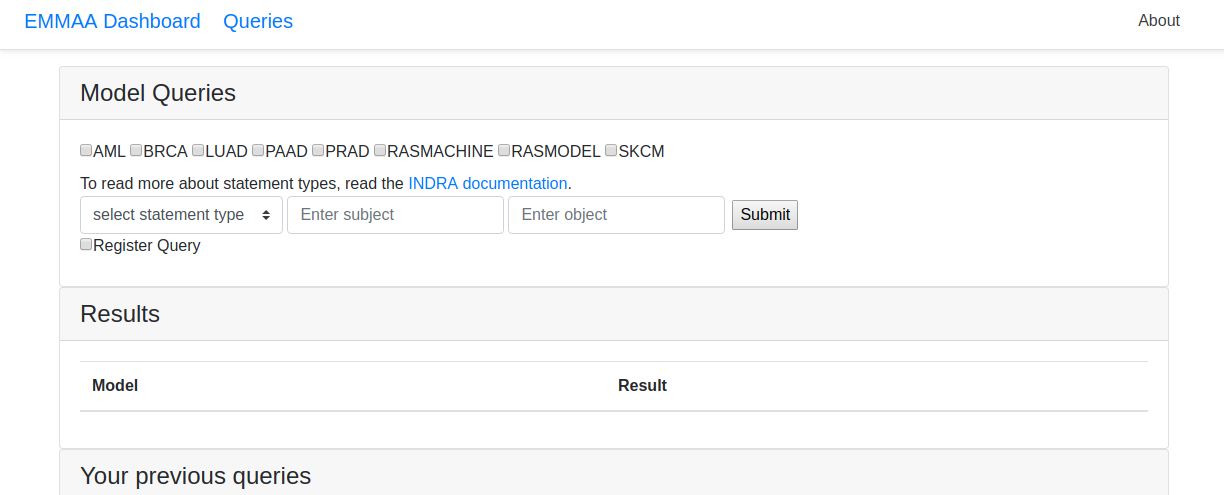 EMMAA Dashboard Queries About
Model Queries
AML BRCA LUAD PAAD PRAD RASMACHINE RASMODEL SKCM
To read more about statement types, read the INDRA documentation.
select statement type Enter subject Enter object Submit
Register Query
Results
Model Result
Your previous queries